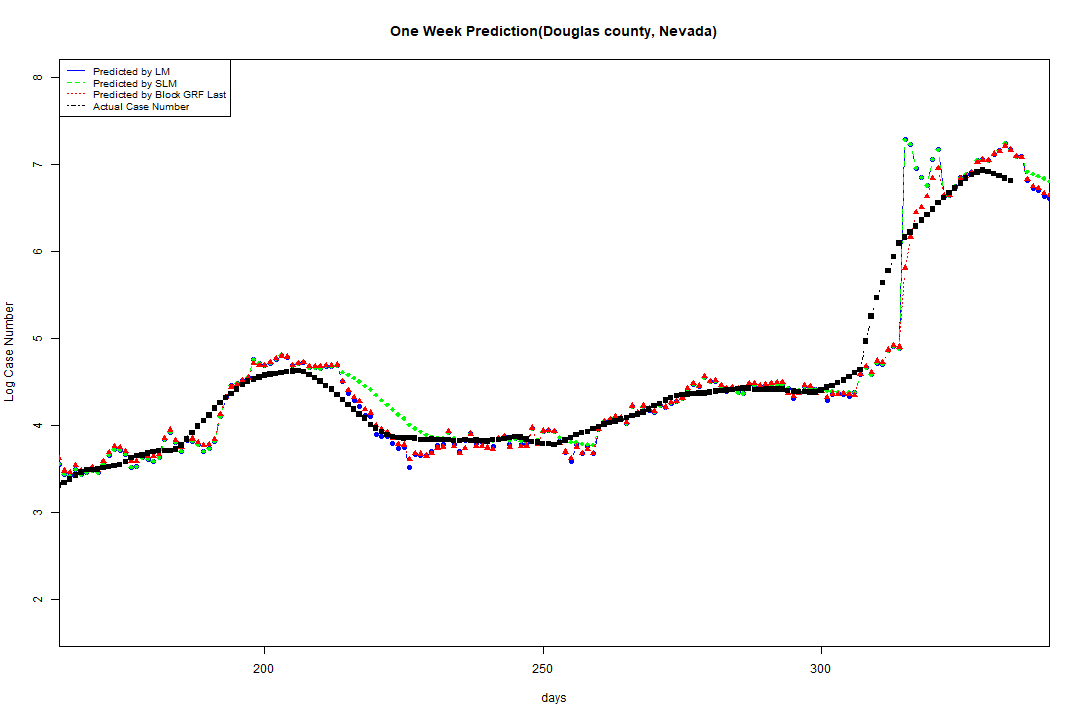 One Week Prediction(Douglas county, Nevada)
Predicted by LM
Predicted by SLM
Predicted by Block GRF Last
Actual Case Number
8
7
6
5
4
3
2
Log Case Number
200
250
300
days